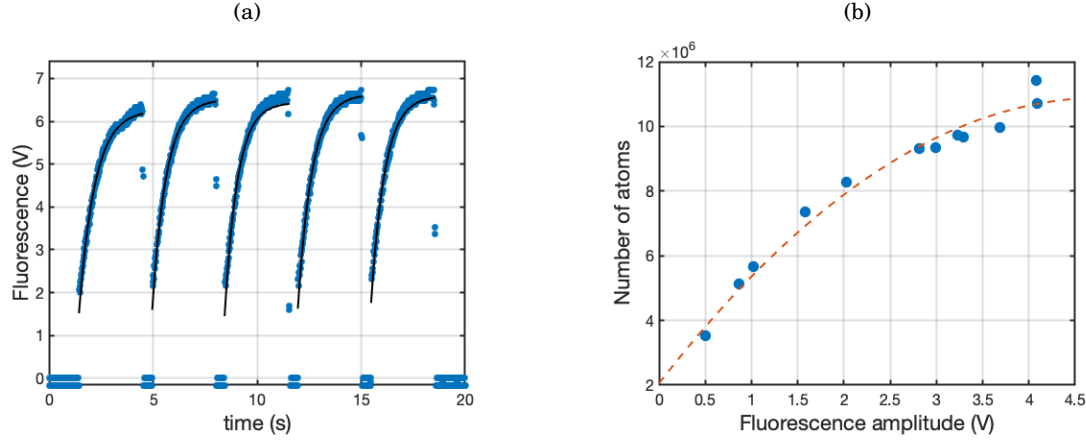 (a)
(b)
Fluorescence (V)
7
6
5
4
3
2
1
0
0 5 10 15 20
time (s)
×10⁶
Number of atoms
12
10
8
6
4
2
0 0.5 1 1.5 2 2.5 3 3.5 4 4.5
Fluorescence amplitude (V)